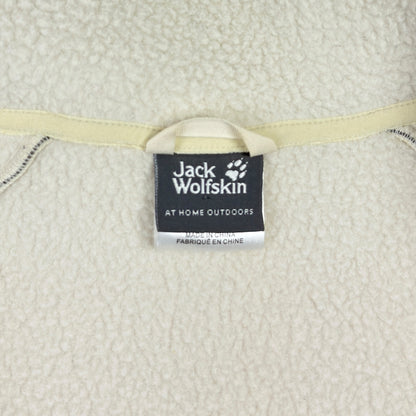 Jack
Wolfskin
AT HOME OUTDOORS
MADE IN CHINA
FABRIQUÉ EN CHINE